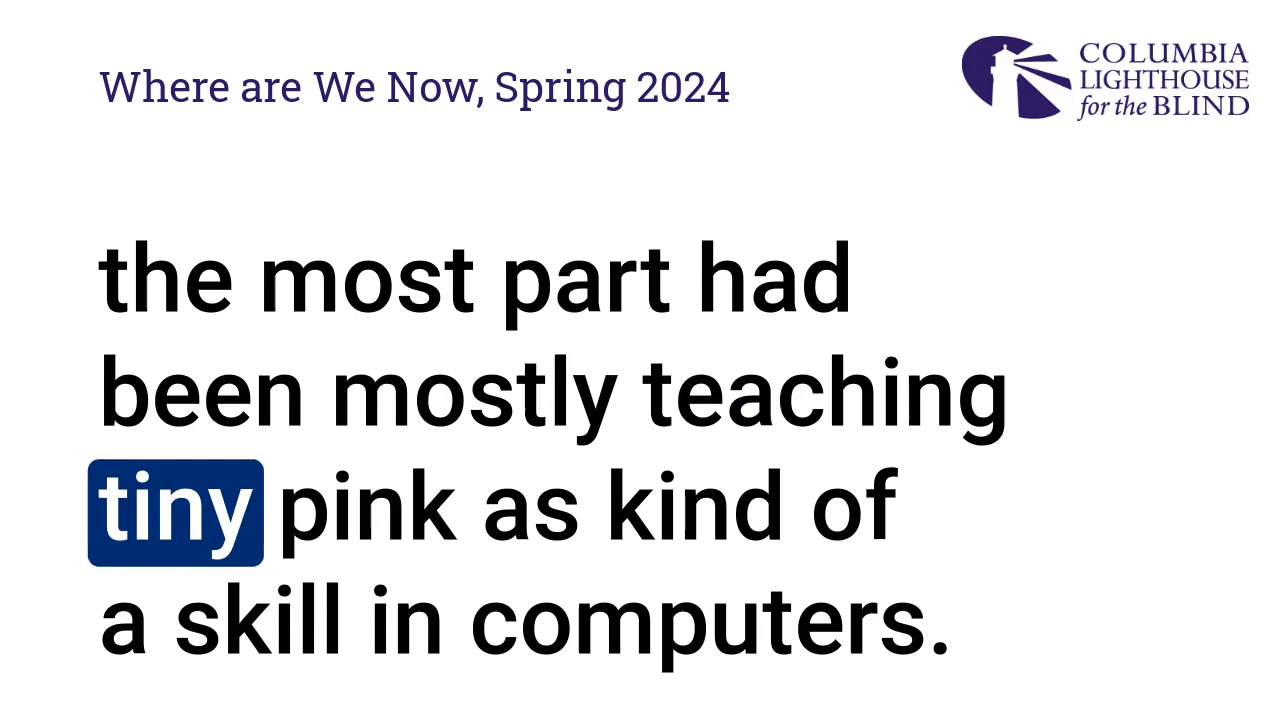 Where are We Now, Spring 2024
COLUMBIA
LIGHTHOUSE
for the BLIND
the most part had
been mostly teaching
tiny pink as kind of
a skill in computers.